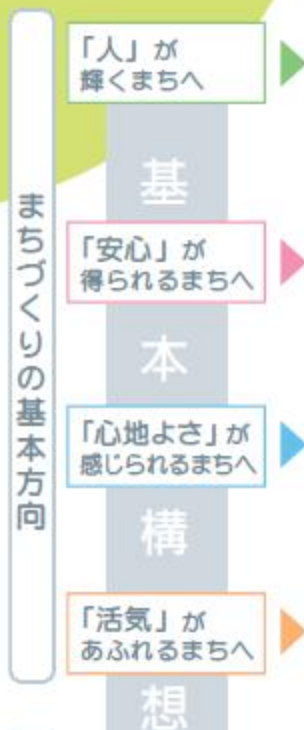 まちづくりの基本方向
「人」が
輝くまちへ
「安心」が
得られるまちへ
「心地よさ」が
感じられるまちへ
「活気」が
あふれるまちへ
基本構想